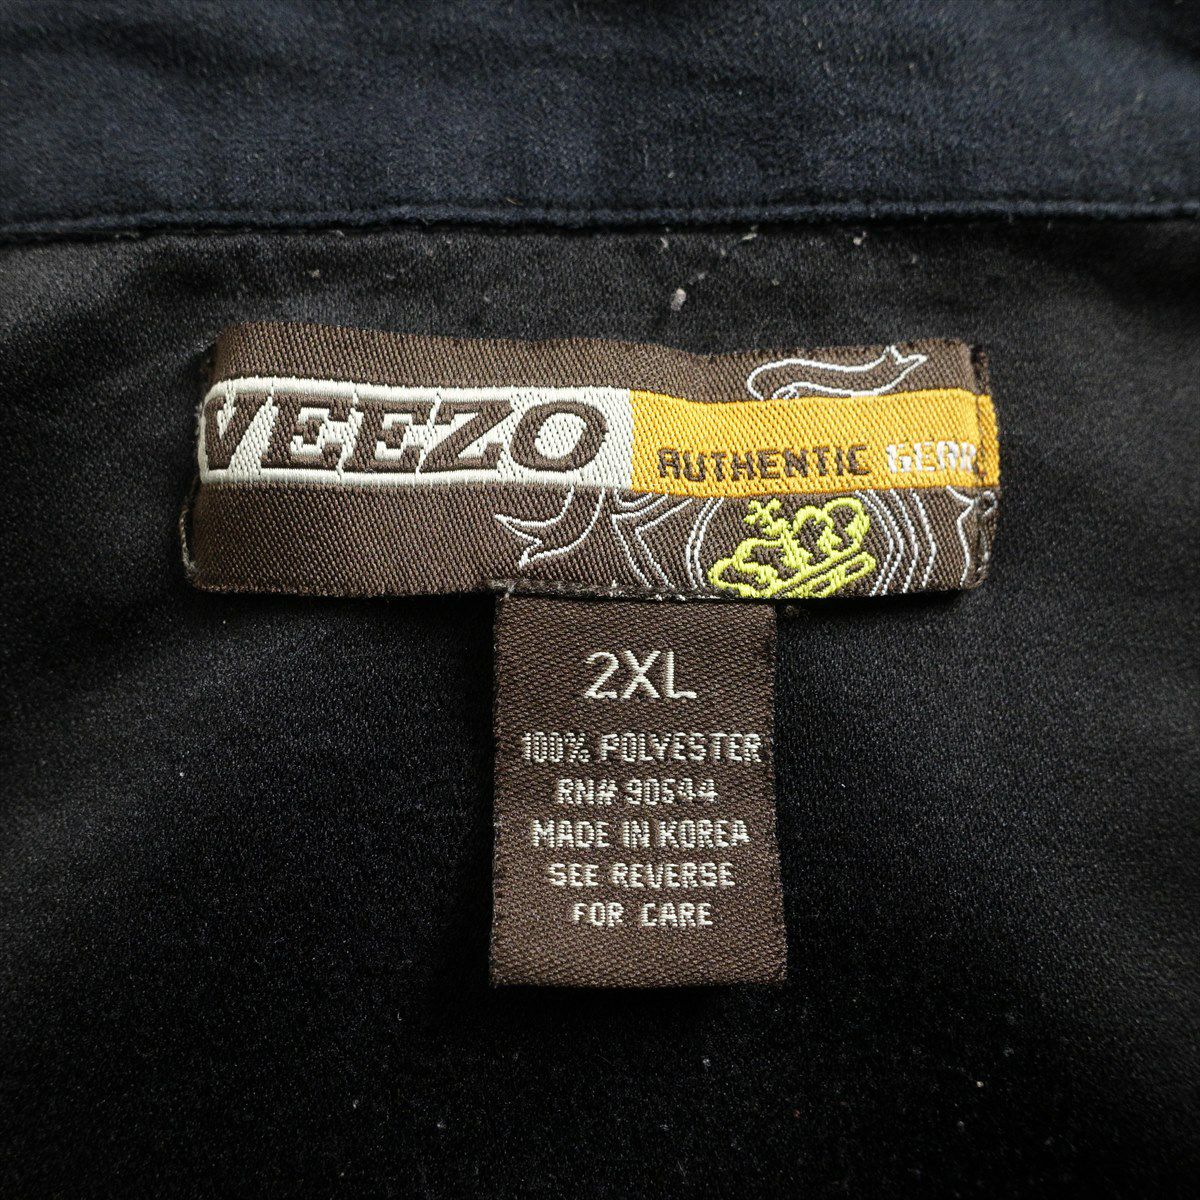 VEEZO AUTHENTIC GEAR
2XL
100% POLYESTER
RN# 90544
MADE IN KOREA
SEE REVERSE
FOR CARE